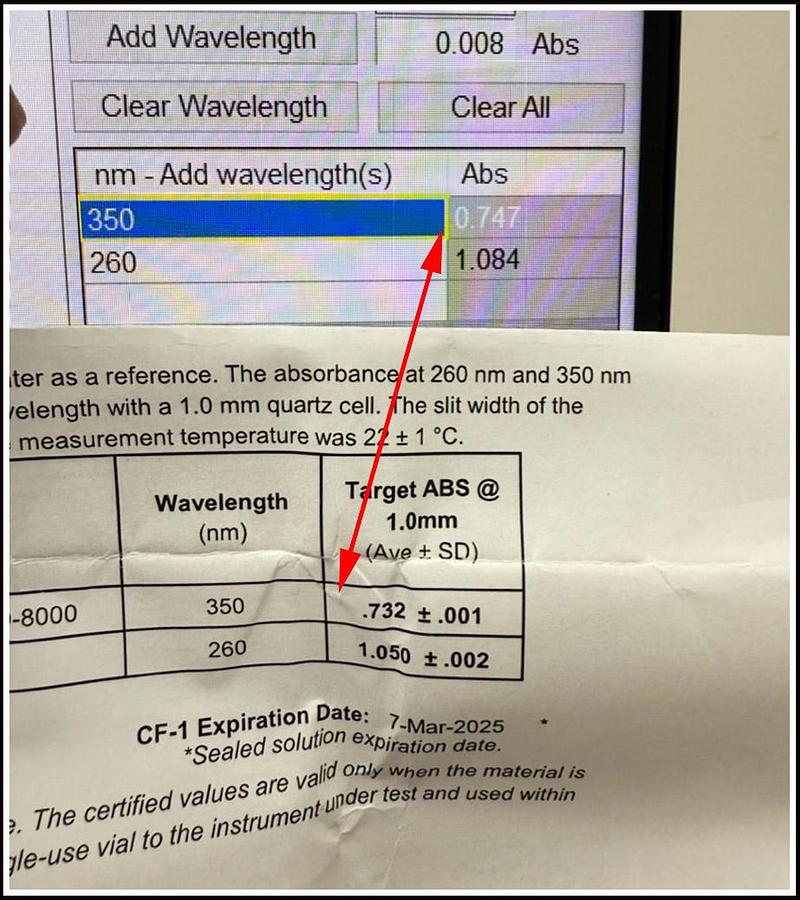 Add Wavelength 0.008 Abs
Clear Wavelength Clear All
nm - Add wavelength(s) Abs
350 0.747
260 1.084
as a reference. The absorbance at 260 nm and 350 nm
with a 1.0 mm quartz cell. The slit width of the
measurement temperature was 22 ± 1 °C.
Wavelength
(nm)
Target ABS @
1.0mm
(Ave ± SD)
-8000 350 .732 ± .001
260 1.050 ± .002
CF-1 Expiration Date: 7-Mar-2025 *
*Sealed solution expiration date.
. The certified values are valid only when the material is
-use vial to the instrument under test and used within